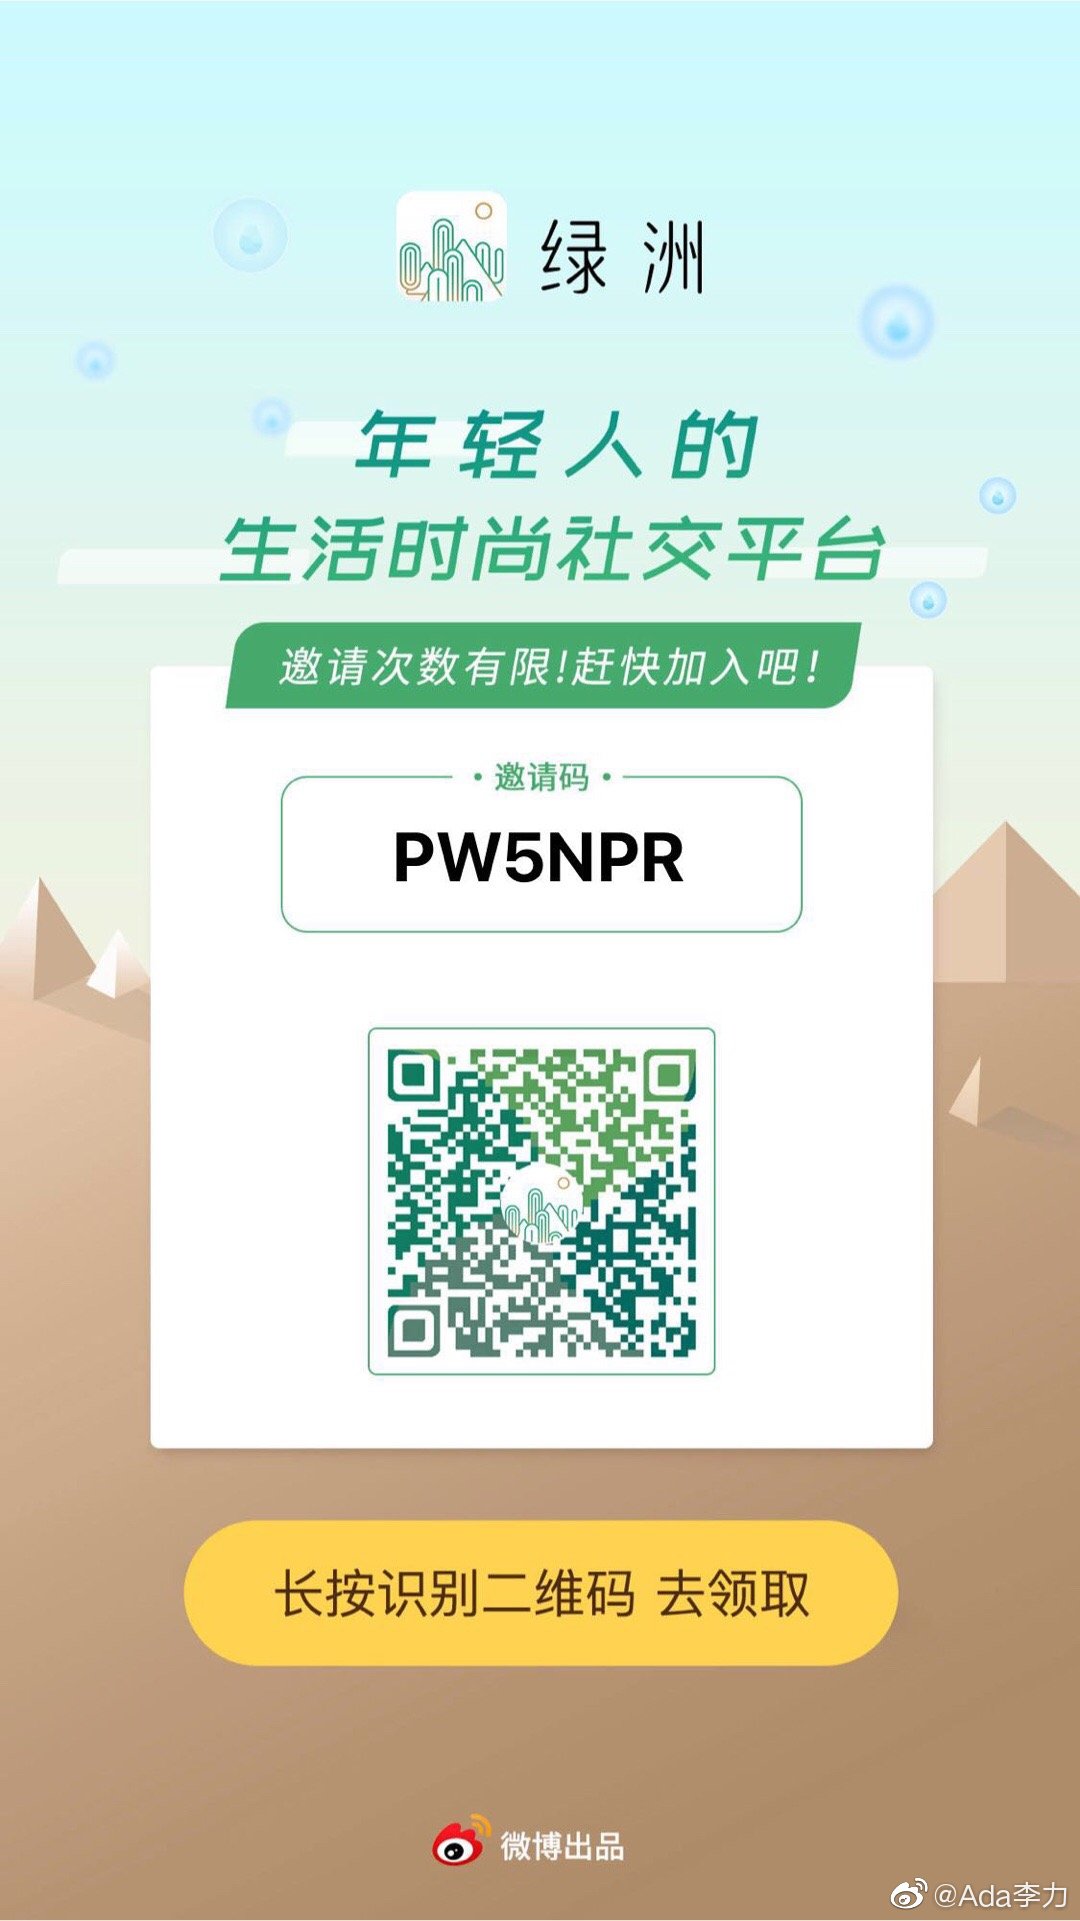 绿洲
年轻人的
生活时尚社交平台
邀请次数有限!赶快加入吧!
·邀请码·
PW5NPR
长按识别二维码 去领取
微博出品
@Ada李力